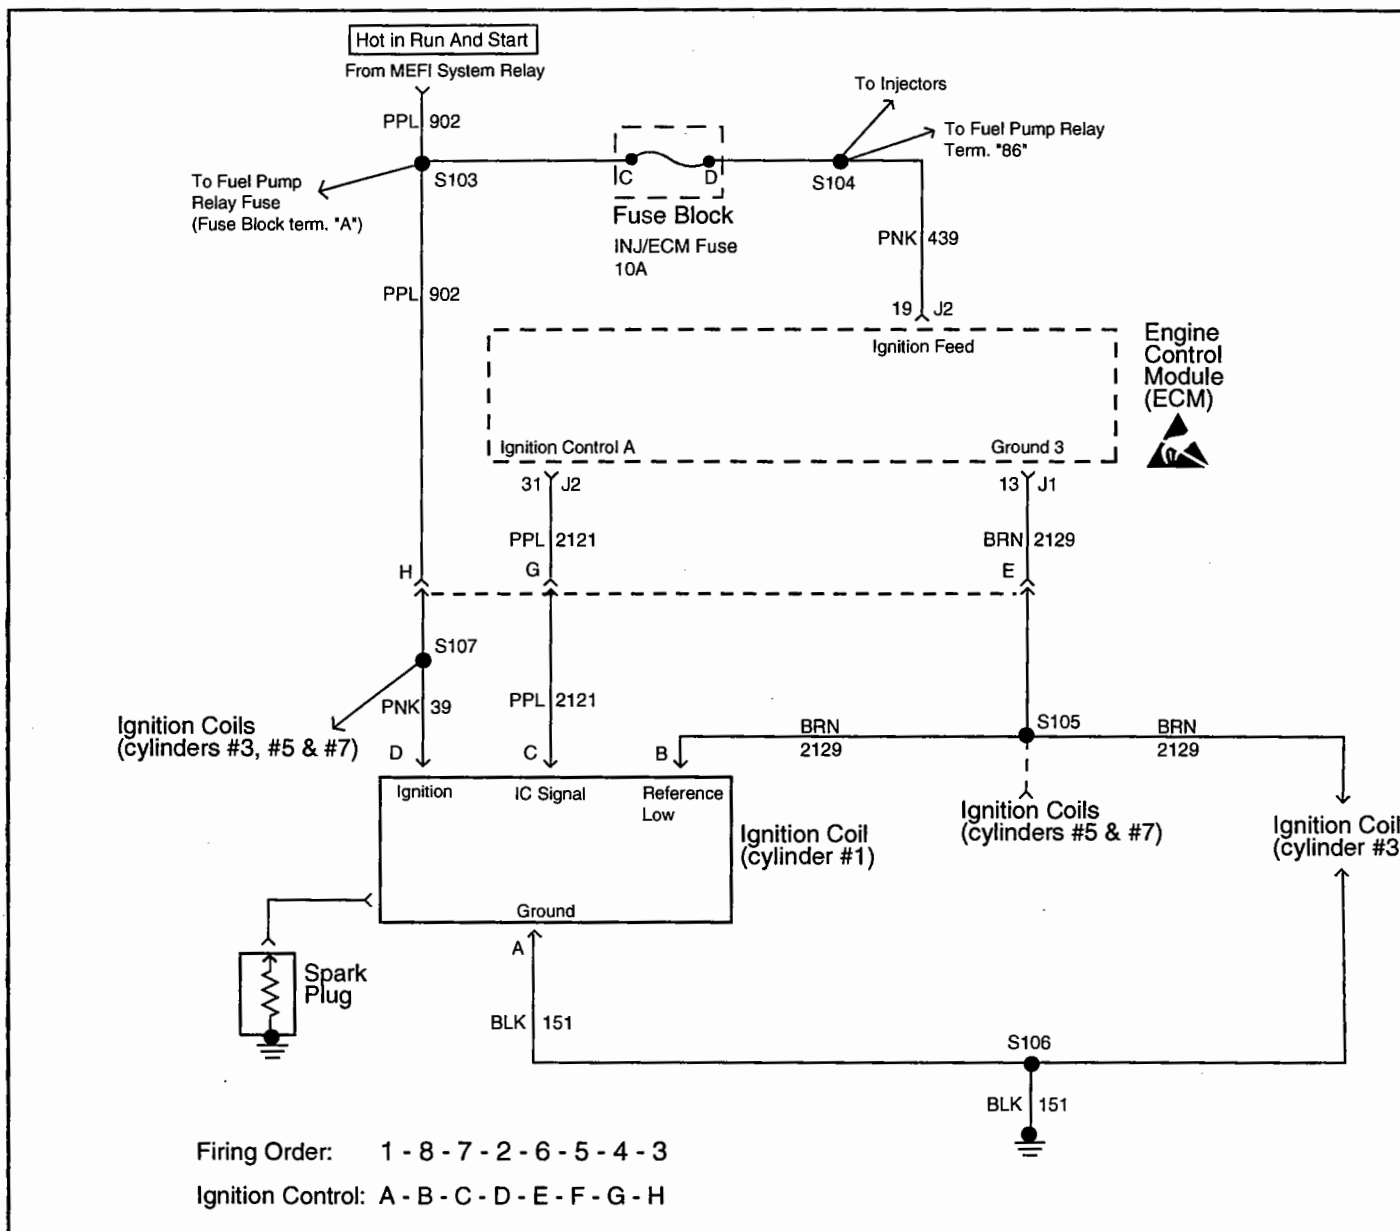 Hot in Run And Start
From MEFI System Relay
PPL 902
To Injectors
To Fuel Pump Relay
Term. "86"
S103
C
D
S104
To Fuel Pump
Relay Fuse
(Fuse Block term. "A")
Fuse Block
INJ/ECM Fuse
10A
PNK 439
PPL 902
19 J2
Ignition Feed
Engine
Control
Module
(ECM)
Ignition Control A
Ground 3
31 J2
13 J1
PPL 2121
BRN 2129
H
G
E
S107
PNK 39
PPL 2121
Ignition Coils
(cylinders #3, #5 & #7)
S105
BRN
2129
BRN
2129
D
C
B
Ignition
IC Signal
Reference
Low
Ignition Coil
(cylinder #1)
Ignition Coils
(cylinders #5 & #7)
Ignition Coil
(cylinder #3
Ground
A
Spark
Plug
BLK 151
S106
BLK 151
Firing Order: 1 - 8 - 7 - 2 - 6 - 5 - 4 - 3
Ignition Control: A - B - C - D - E - F - G - H